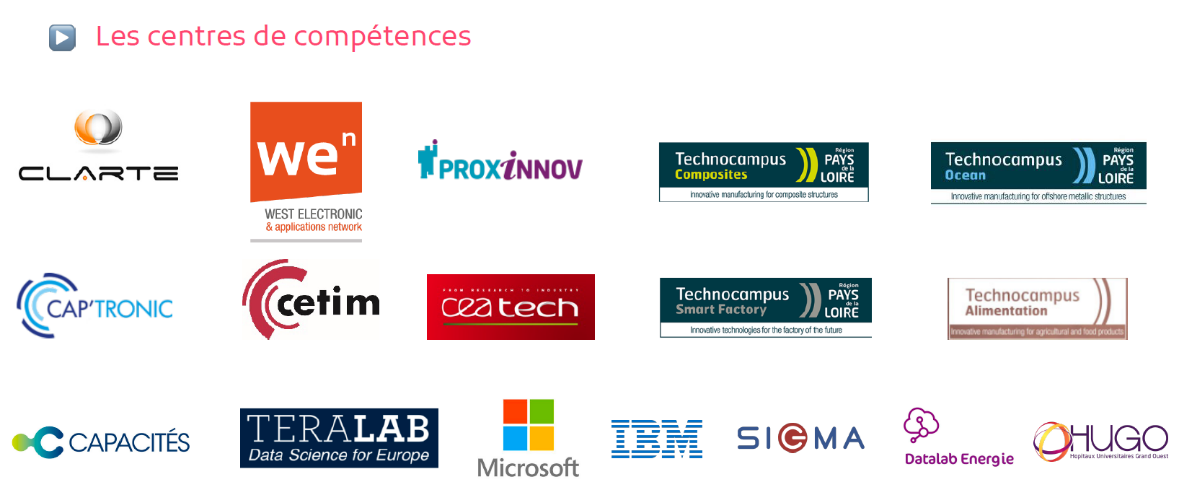 Les centres de compétences
CLARTE
we n
WEST ELECTRONIC
& applications network
PROXiNNOV
Technocampus
Composites
Région
PAYS
de la
LOIRE
Innovative manufacturing for composite structures
Technocampus
Ocean
Région
PAYS
de la
LOIRE
Innovative manufacturing for offshore metallic structures
CAP'TRONIC
cetim
FROM RESEARCH TO INDUSTRY
ceatech
Technocampus
Smart Factory
Région
PAYS
de la
LOIRE
Innovative technologies for the factory of the future
Technocampus
Alimentation
Innovative manufacturing for agricultural and food products
CAPACITÉS
TERALAB
Data Science for Europe
Microsoft
IBM
SIGMA
Datalab Energie
HUGO
Hopitaux Universitaires Grand Ouest